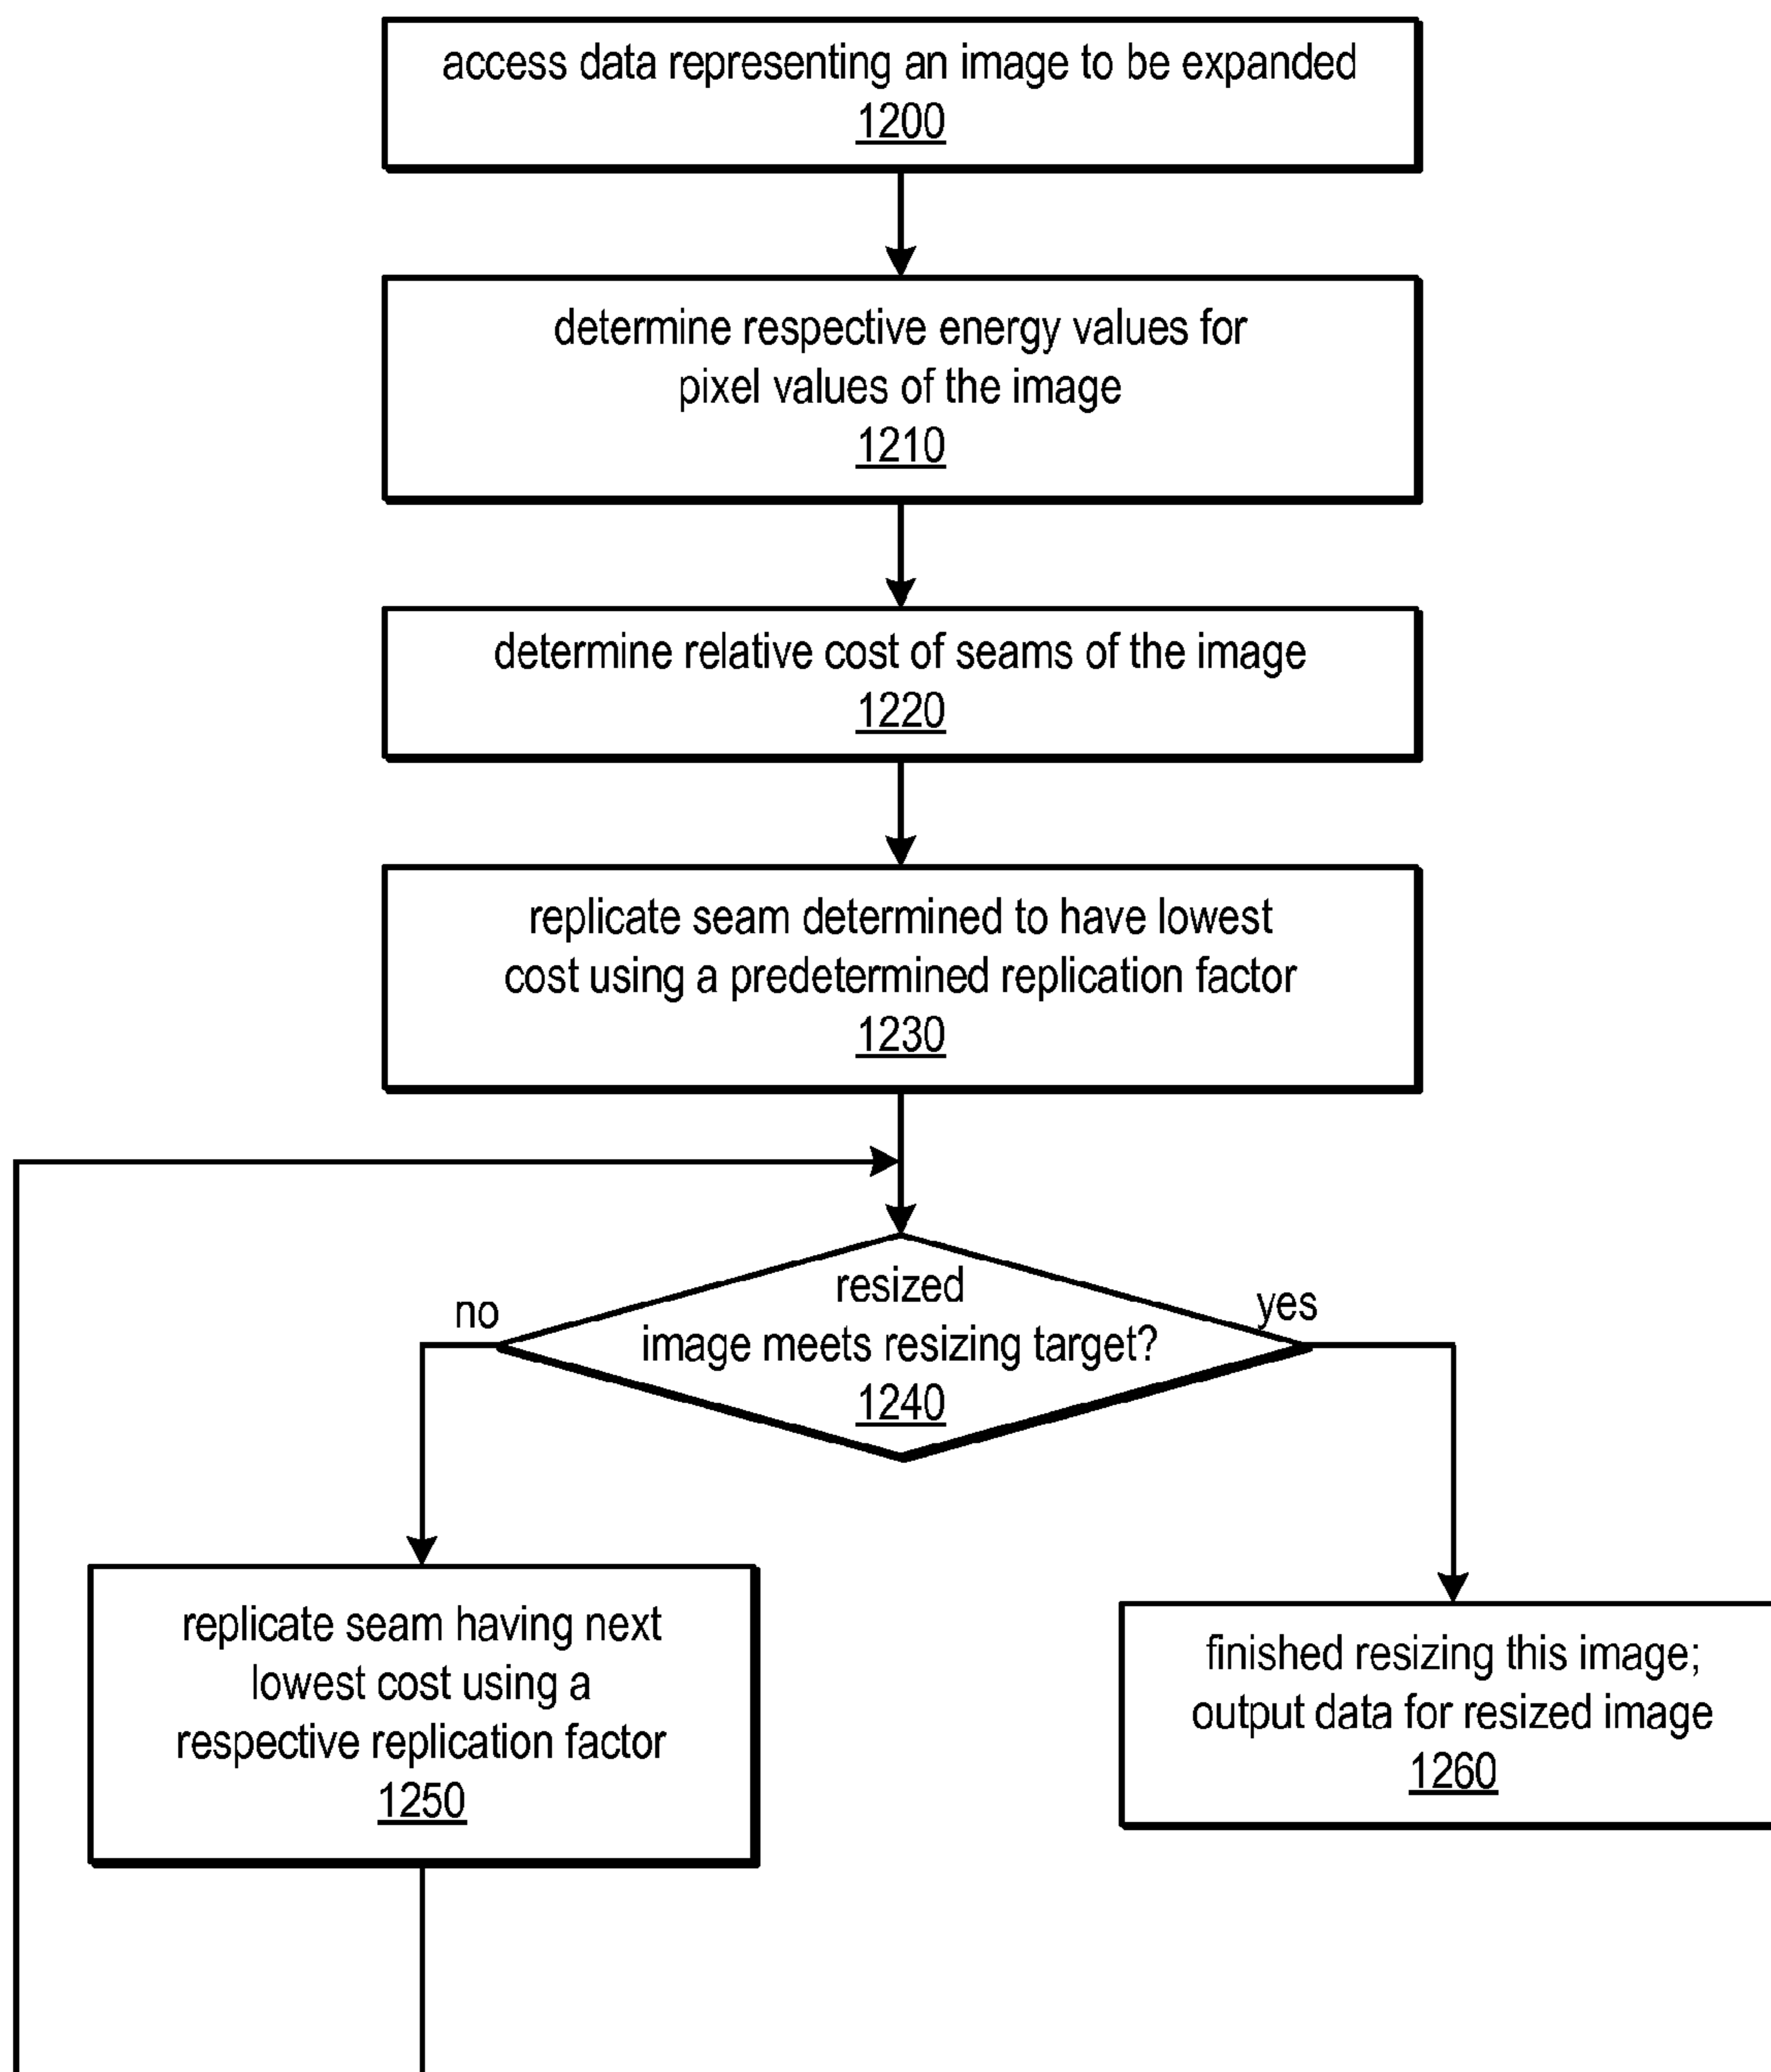 access data representing an image to be expanded
1200
determine respective energy values for
pixel values of the image
1210
determine relative cost of seams of the image
1220
replicate seam determined to have lowest
cost using a predetermined replication factor
1230
resized
image meets resizing target?
1240
no
yes
replicate seam having next
lowest cost using a
respective replication factor
1250
finished resizing this image;
output data for resized image
1260